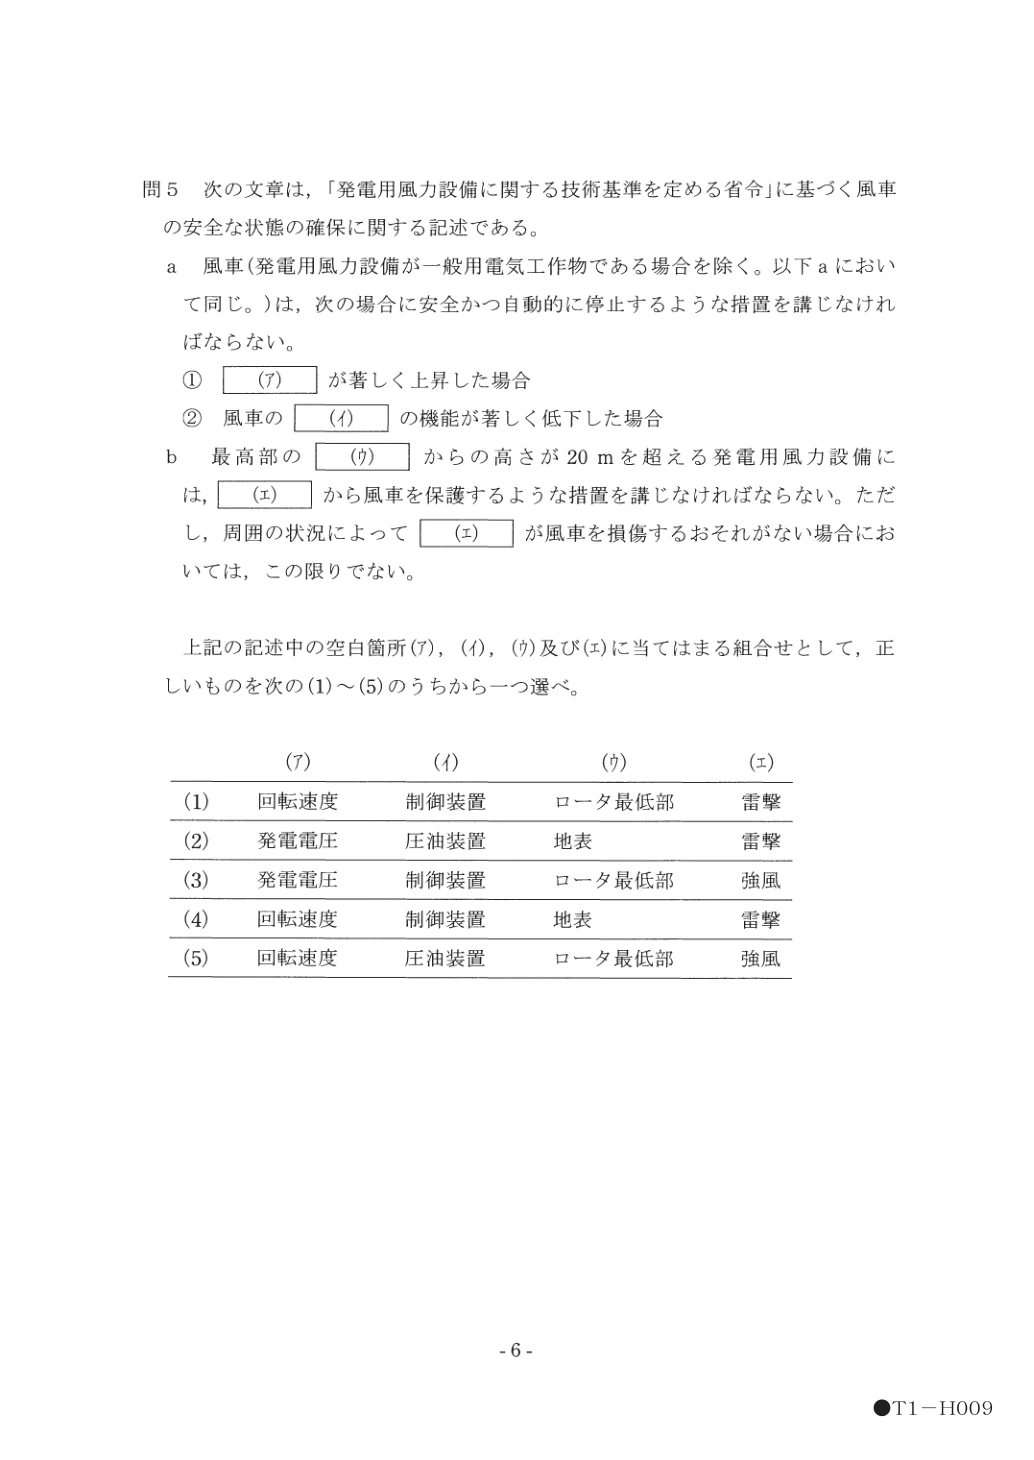 問５　次の文章は，「発電用風力設備に関する技術基準を定める省令」に基づく風車
の安全な状態の確保に関する記述である。
a　風車(発電用風力設備が一般用電気工作物である場合を除く。以下 a におい
て同じ。)は，次の場合に安全かつ自動的に停止するような措置を講じなけれ
ばならない。
①　(ｱ)　が著しく上昇した場合
②　風車の　(ｲ)　の機能が著しく低下した場合
b　最高部の　(ｳ)　からの高さが 20 m を超える発電用風力設備に
は，　(ｴ)　から風車を保護するような措置を講じなければならない。ただ
し，周囲の状況によって　(ｴ)　が風車を損傷するおそれがない場合にお
いては，この限りでない。
上記の記述中の空白箇所(ｱ)，(ｲ)，(ｳ)及び(ｴ)に当てはまる組合せとして，正
しいものを次の(1)～(5)のうちから一つ選べ。
(ｱ)　(ｲ)　(ｳ)　(ｴ)
(1)　回転速度　制御装置　ロータ最低部　雷撃
(2)　発電電圧　圧油装置　地表　雷撃
(3)　発電電圧　制御装置　ロータ最低部　強風
(4)　回転速度　制御装置　地表　雷撃
(5)　回転速度　圧油装置　ロータ最低部　強風
- 6 -
●T1－H009